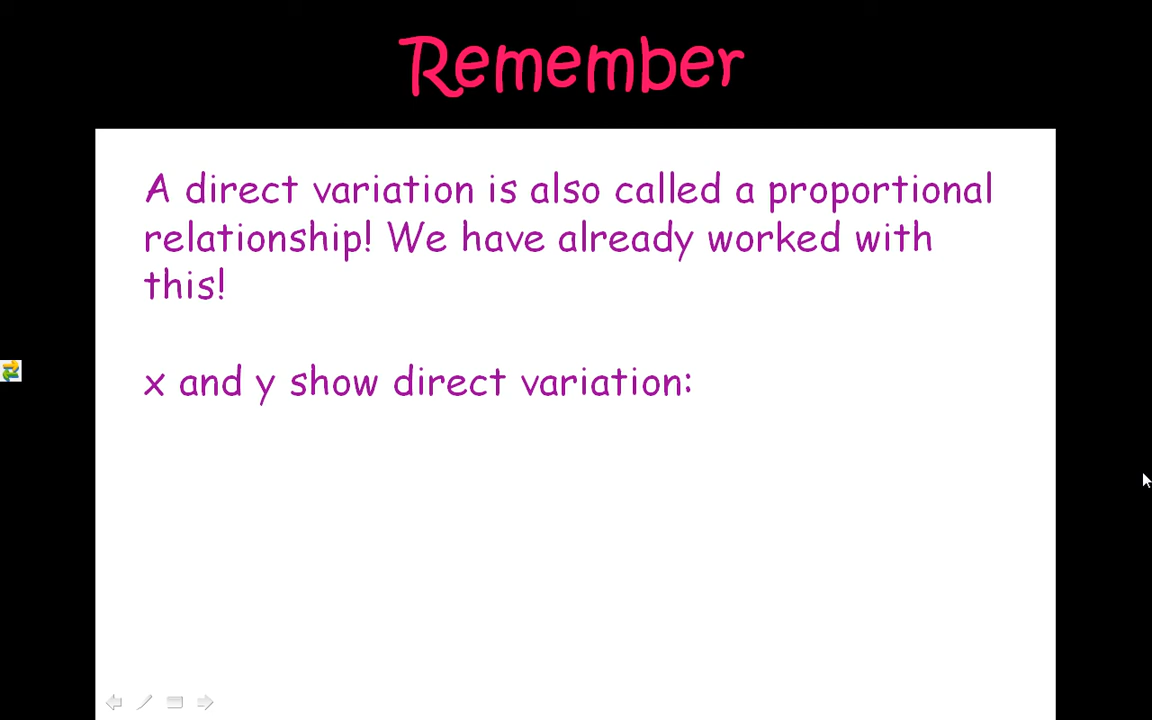 Remember
A direct variation is also called a proportional
relationship! We have already worked with
this!
x and y show direct variation: